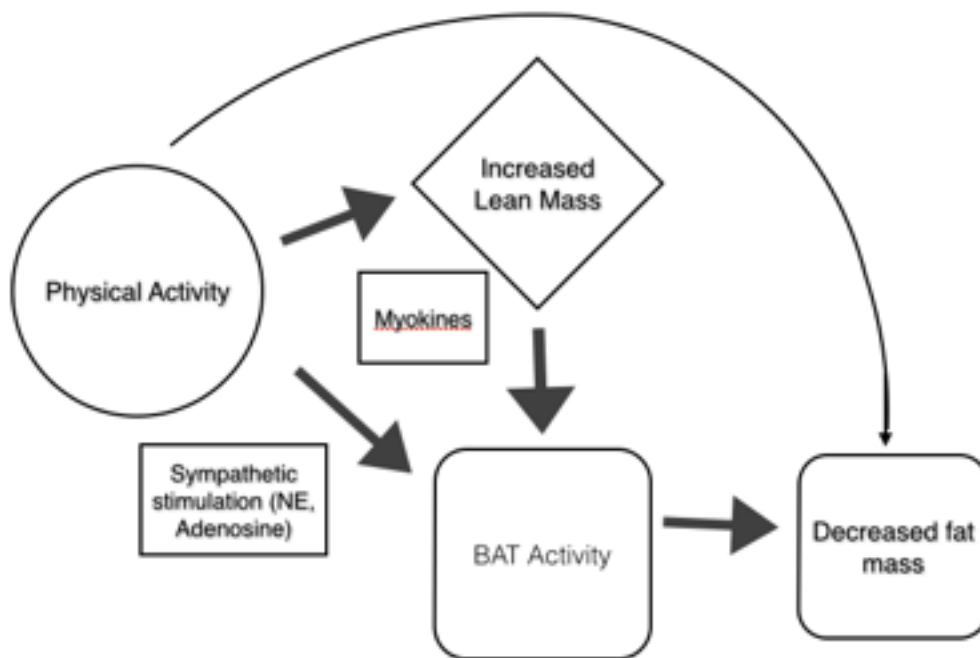 Increased
Lean Mass
Physical Activity
Myokines
Sympathetic
stimulation (NE,
Adenosine)
BAT Activity
Decreased fat
mass